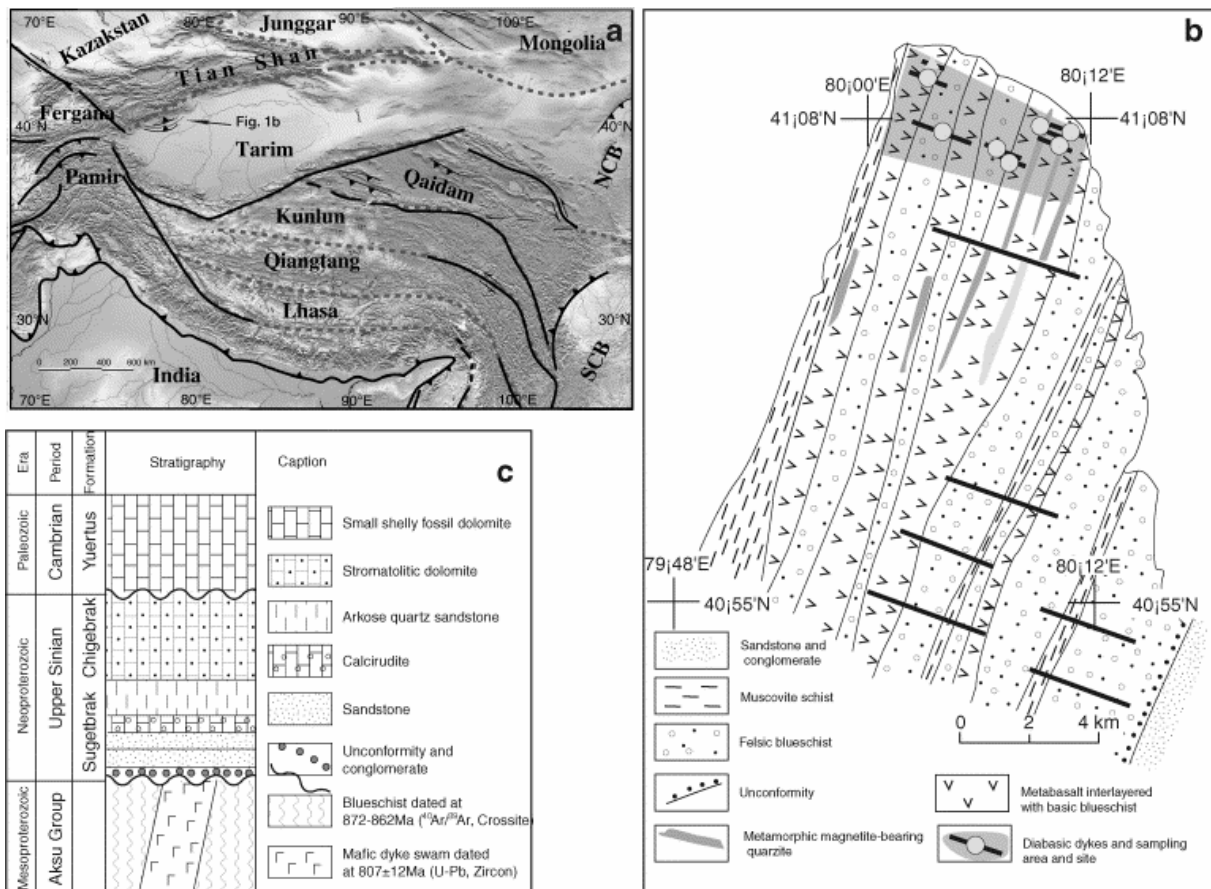 a
70°E
80°E
90°E
100°E
Kazakstan
Junggar
Mongolia
Tian Shan
Fergana
Fig. 1b
40°N
40°N
Tarim
NCB
Pamir
Qaidam
Kunlun
Qiangtang
Lhasa
30°N
30°N
0 200 400 600 km
India
SCB
70°E
80°E
90°E
100°E
b
80¡00'E
80¡12'E
41¡08'N
41¡08'N
79¡48'E
80¡12'E
40¡55'N
40¡55'N
Sandstone and
conglomerate
Muscovite schist
Felsic blueschist
Unconformity
Metamorphic magnetite-bearing
quarzite
0 2 4 km
Metabasalt interlayered
with basic blueschist
Diabasic dykes and sampling
area and site
c
Era
Period
Formation
Stratigraphy
Caption
Paleozoic
Cambrian
Yuertus
Neoproterozoic
Upper Sinian
Chigebrak
Sugetbrak
Mesoproterozoic
Aksu Group
Small shelly fossil dolomite
Stromatolitic dolomite
Arkose quartz sandstone
Calcirudite
Sandstone
Unconformity and
conglomerate
Blueschist dated at
872-862Ma (⁴⁰Ar/³⁹Ar, Crossite)
Mafic dyke swam dated
at 807±12Ma (U-Pb, Zircon)